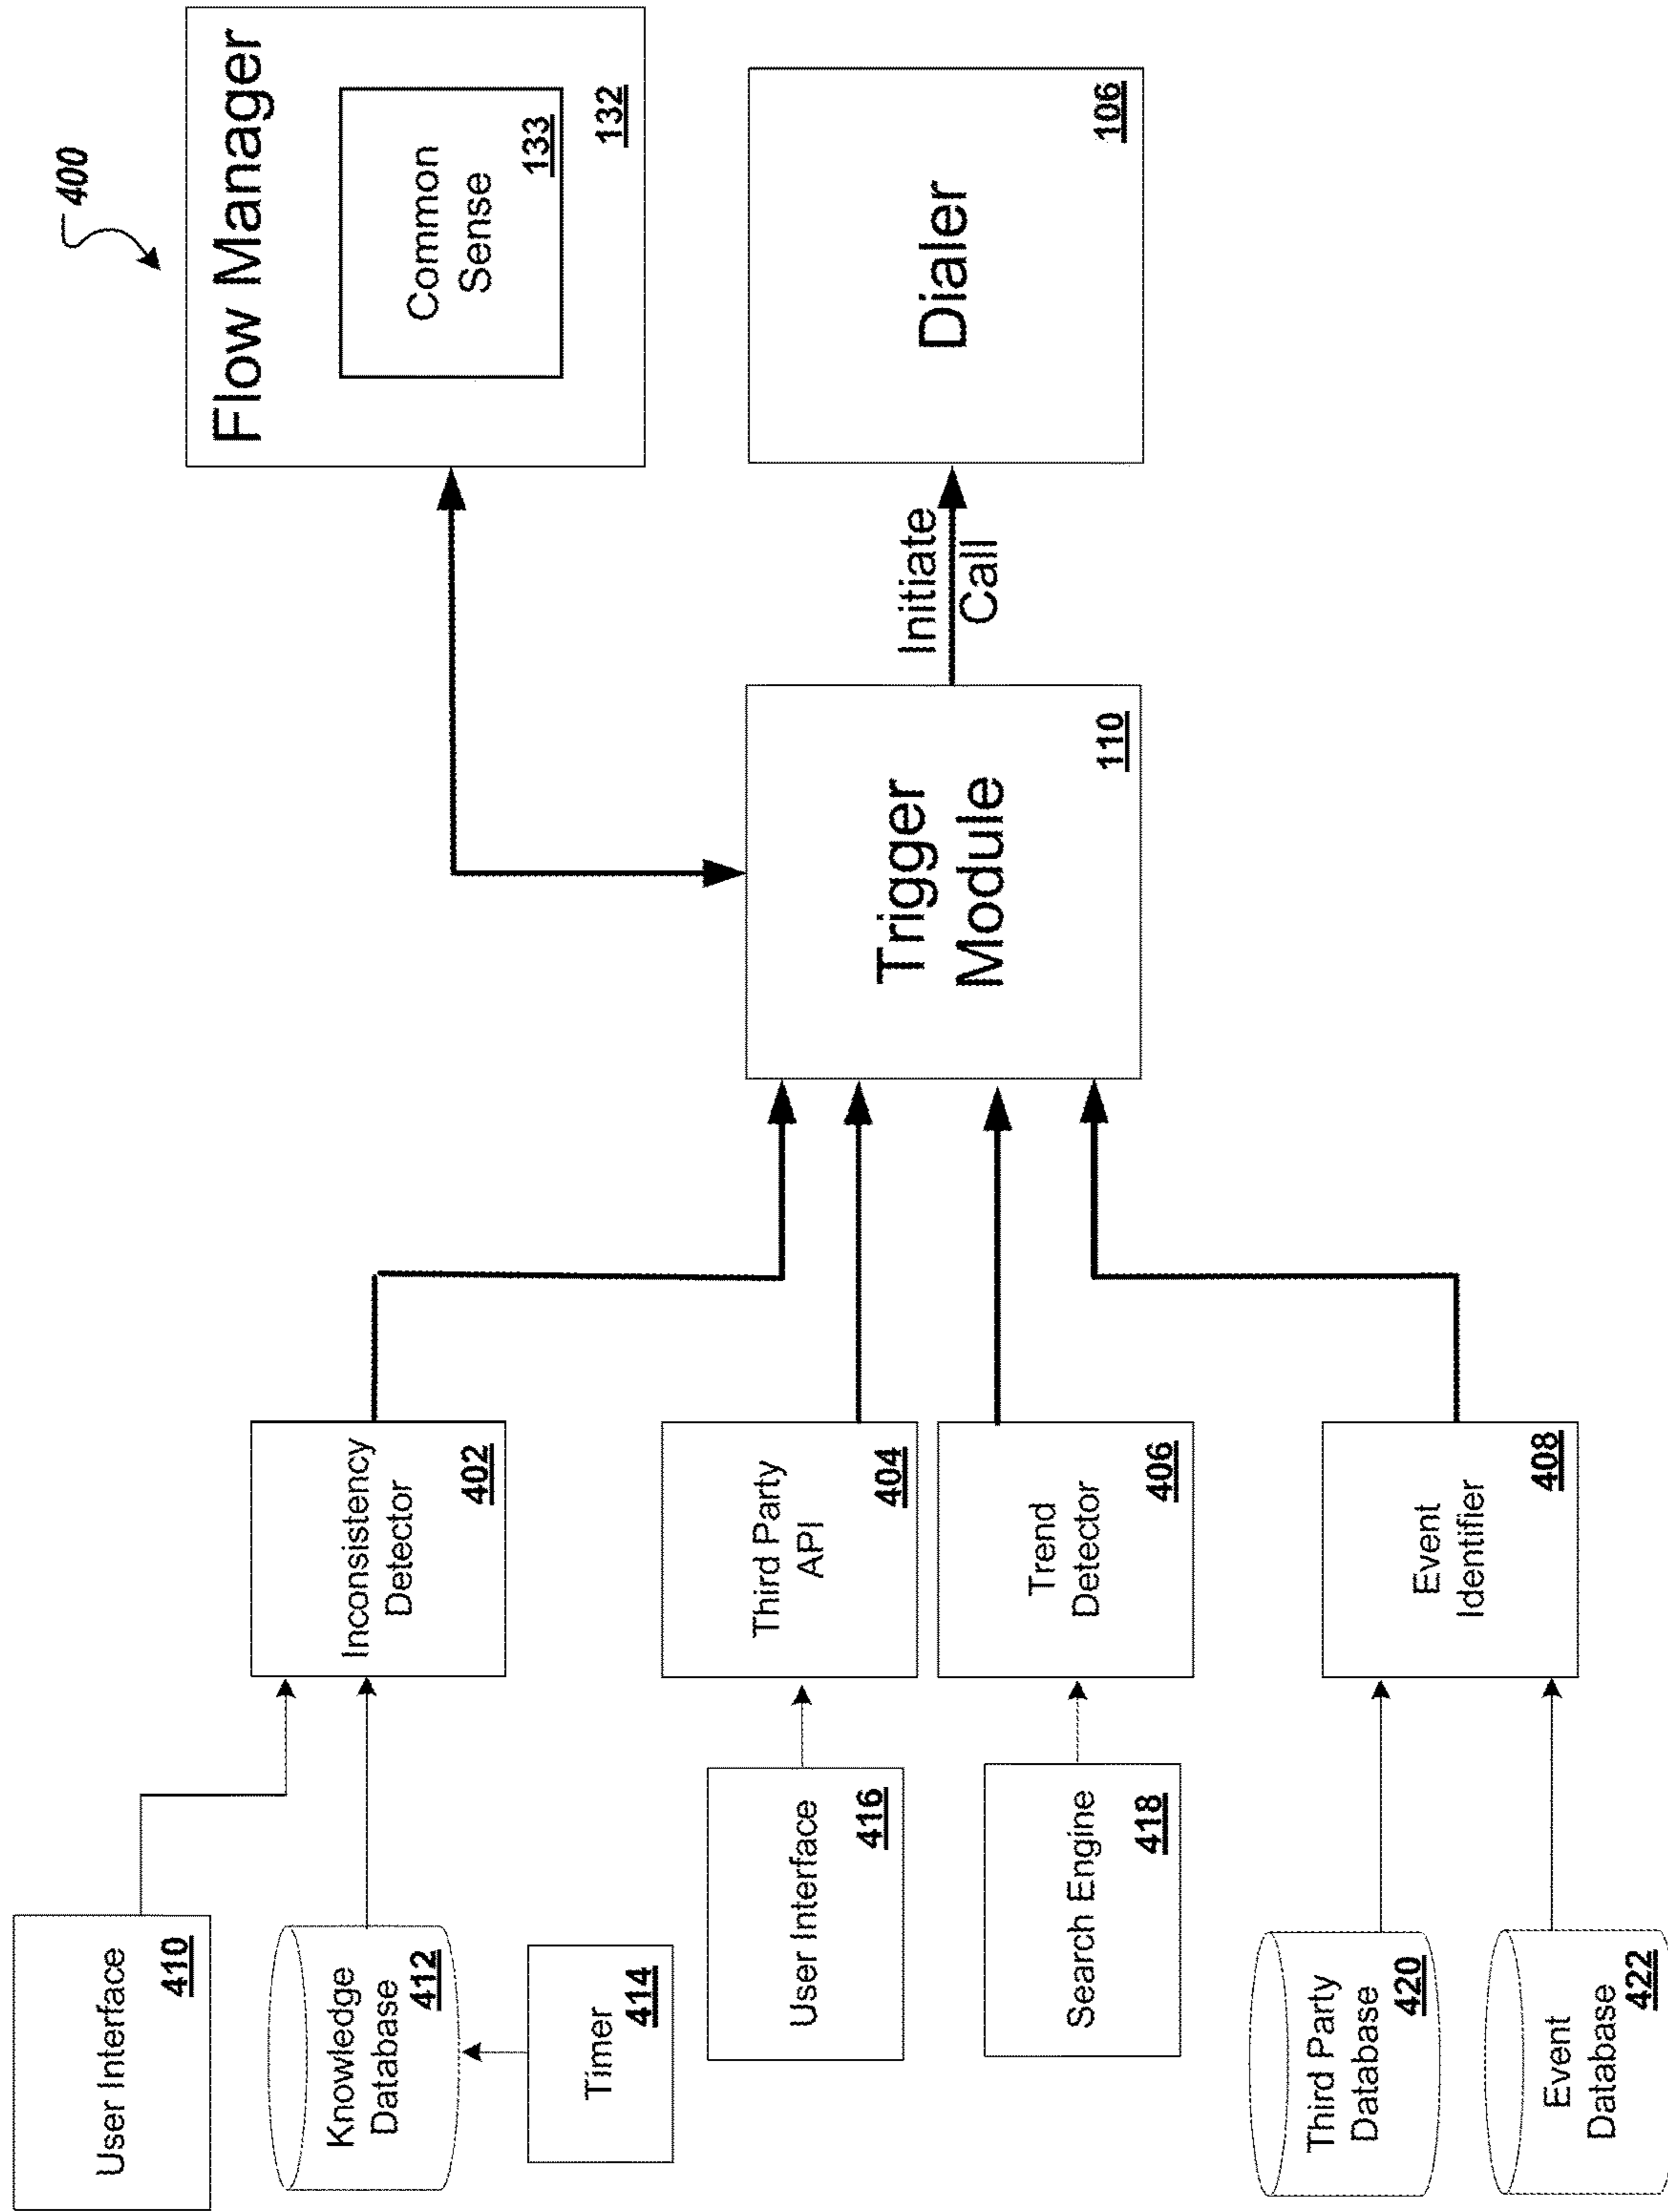 400
User Interface
410
Knowledge
Database
412
Timer
414
User Interface
416
Search Engine
418
Third Party
Database
420
Event
Database
422
Inconsistency
Detector
402
Third Party
API
404
Trend
Detector
406
Event
Identifier
408
Trigger
Module
110
Initiate
Call
Flow Manager
Common
Sense
133
132
Dialer
106